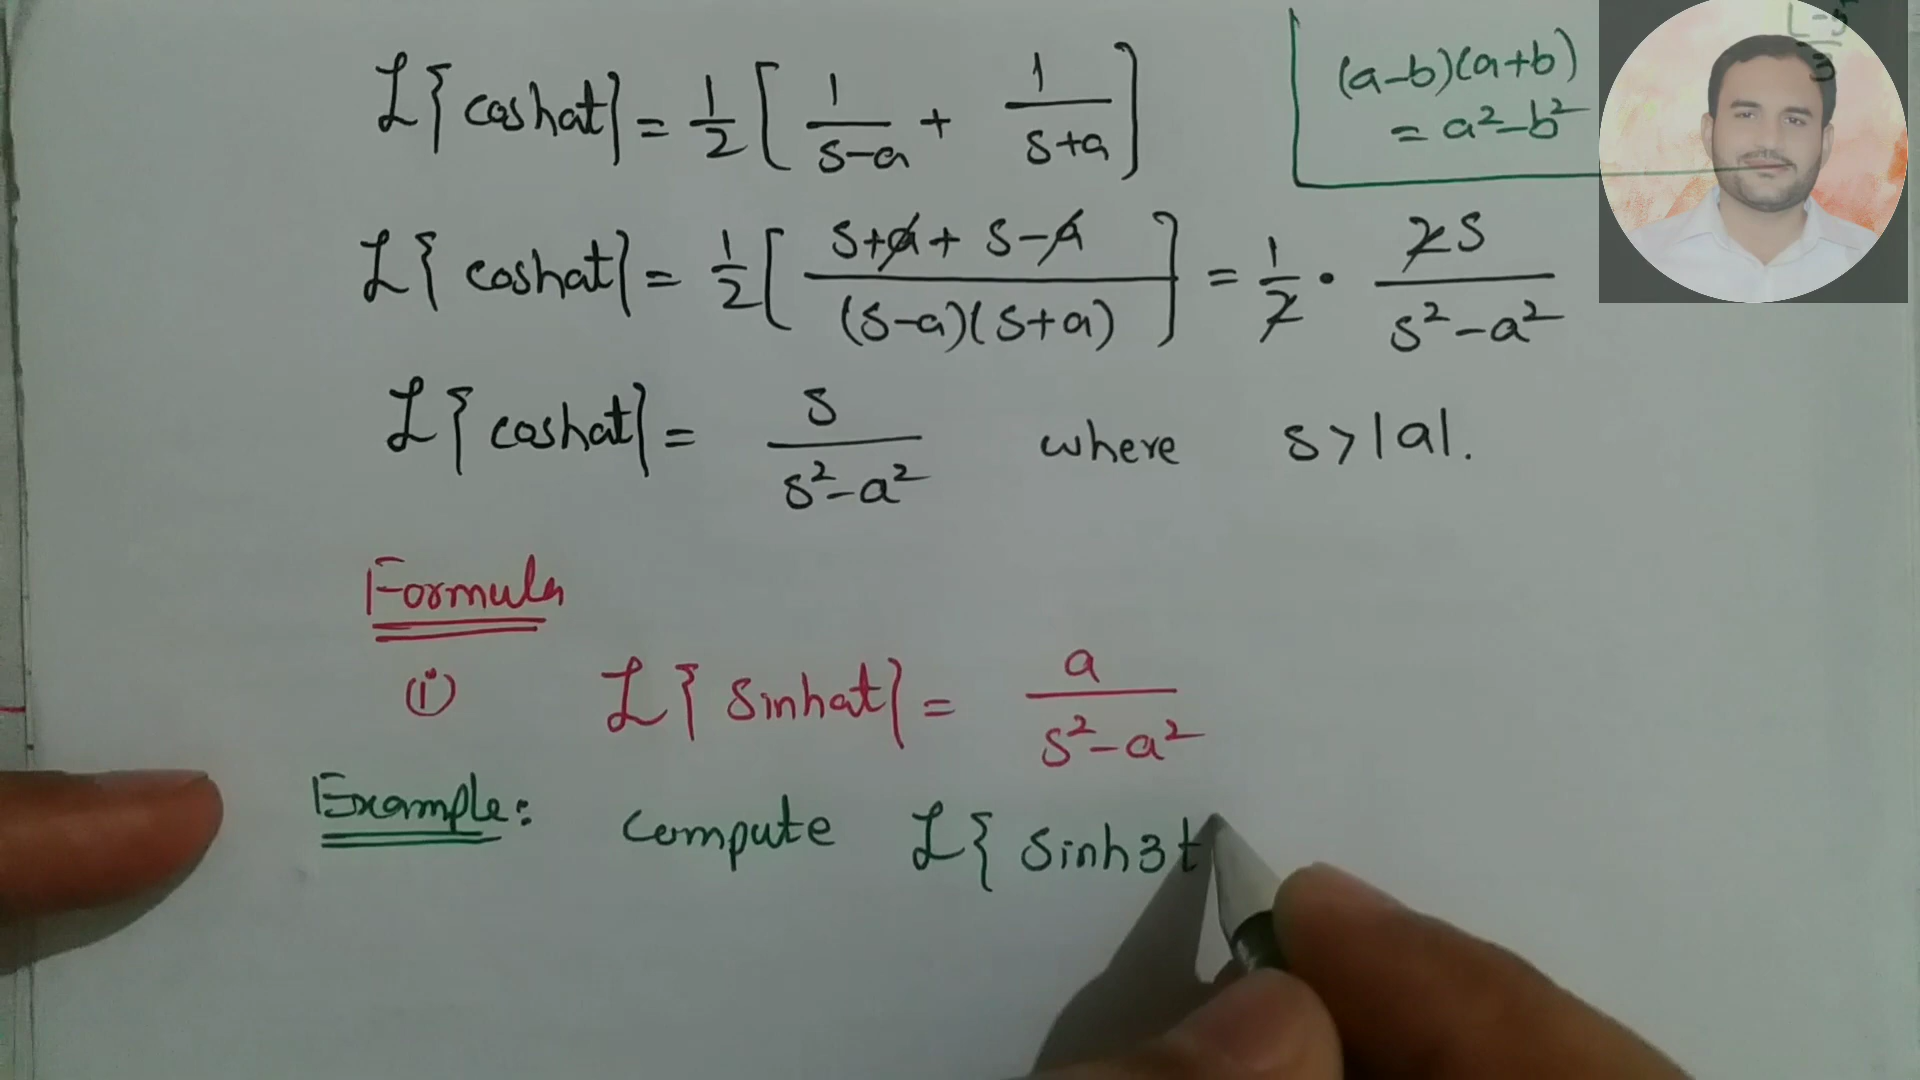 ℒ{coshat} = 1/2 [ 1/(s-a) + 1/(s+a) ]
(a-b)(a+b)
= a²-b²
ℒ{coshat} = 1/2 [ (s+a + s-a)/((s-a)(s+a)) ] = 1/2 · 2s/(s²-a²)
ℒ{coshat} = s/(s²-a²) where s>|a|.
Formula
(i) ℒ{sinhat} = a/(s²-a²)
Example: compute ℒ{sinh3t